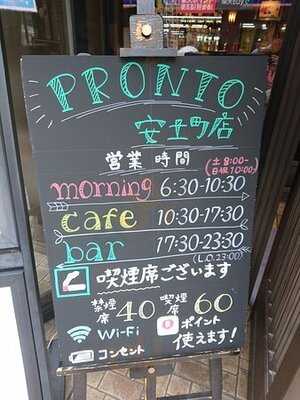 PRONTO
安土町店
営業時間
(土 8:00-
日祝 10:00)
morning 6:30-10:30
cafe 10:30-17:30
bar 17:30-23:30
(L.O.23:00)
喫煙席ございます
禁煙席 40 喫煙席 60
Wi-Fi
ポイント
コンセント
使えます!